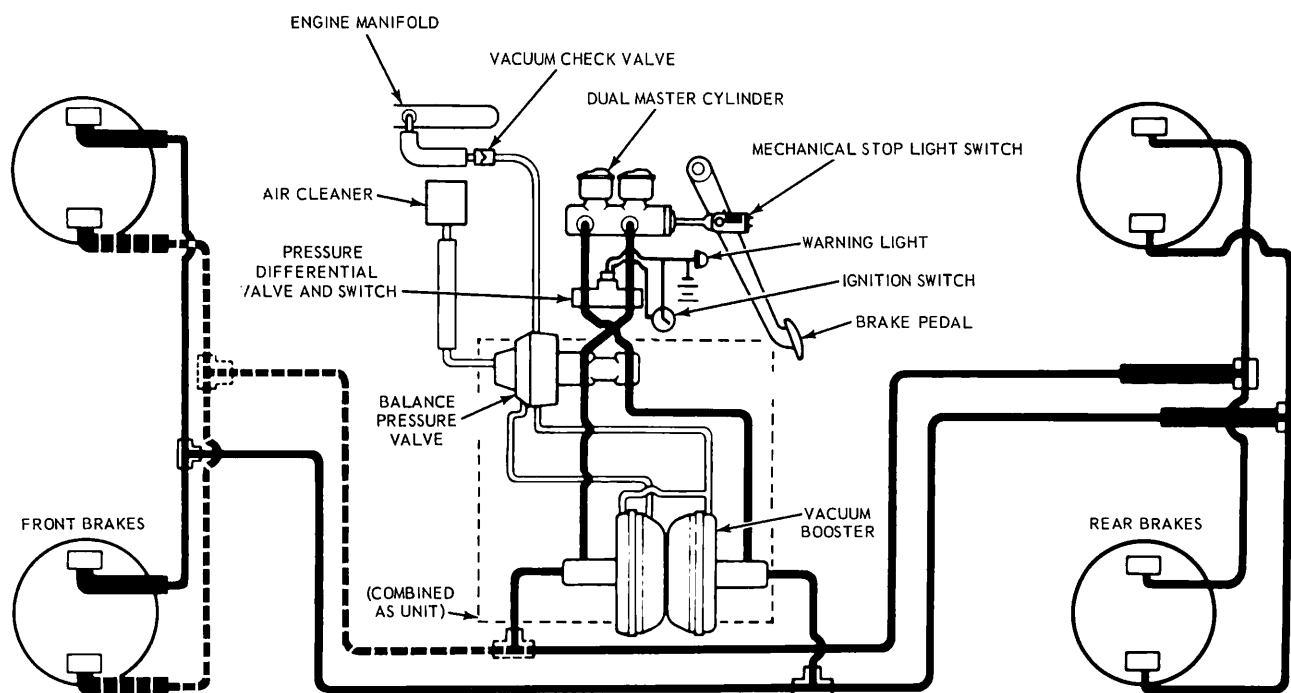 ENGINE MANIFOLD
VACUUM CHECK VALVE
DUAL MASTER CYLINDER
MECHANICAL STOP LIGHT SWITCH
AIR CLEANER
PRESSURE
DIFFERENTIAL
VALVE AND SWITCH
WARNING LIGHT
IGNITION SWITCH
BRAKE PEDAL
BALANCE
PRESSURE
VALVE
FRONT BRAKES
VACUUM
BOOSTER
REAR BRAKES
(COMBINED
AS UNIT)